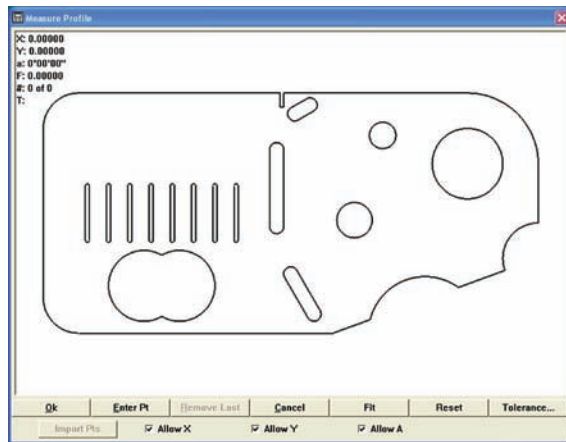 Measure Profile
X: 0.00000
Y: 0.00000
a: 0°00'00"
F: 0.00000
#: 0 of 0
T:
Ok Enter Pt Remove Last Cancel Fit Reset Tolerance...
Import Pts Allow X Allow Y Allow A